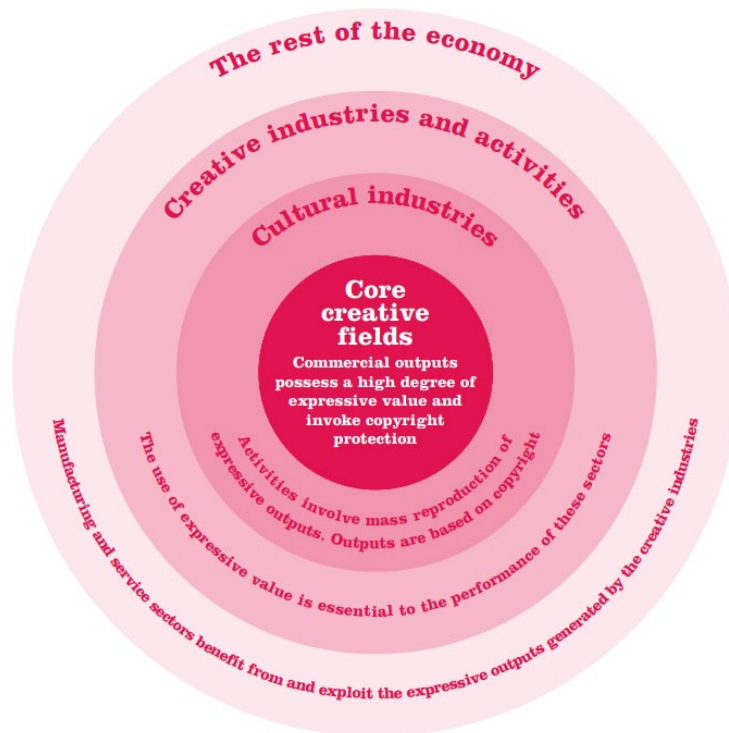 The rest of the economy
Creative industries and activities
Cultural industries
Core
creative
fields
Commercial outputs
possess a high degree of
expressive value and
invoke copyright
protection
Activities involve mass reproduction of
expressive outputs. Outputs are based on copyright
The use of expressive value is essential to the performance of these sectors
Manufacturing and service sectors benefit from and exploit the expressive outputs generated by the creative industries